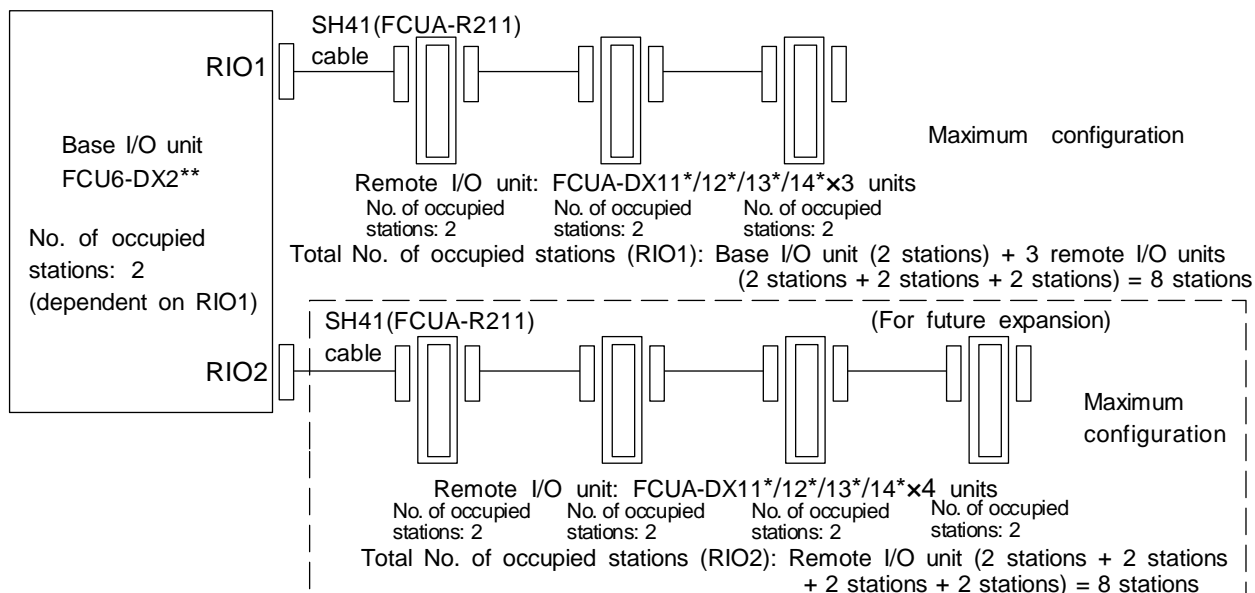 SH41(FCUA-R211)
cable
RIO1
Base I/O unit
FCU6-DX2**
No. of occupied
stations: 2
(dependent on RIO1)
Maximum configuration
Remote I/O unit: FCUA-DX11*/12*/13*/14*×3 units
No. of occupied
stations: 2
No. of occupied
stations: 2
No. of occupied
stations: 2
Total No. of occupied stations (RIO1): Base I/O unit (2 stations) + 3 remote I/O units
(2 stations + 2 stations + 2 stations) = 8 stations
SH41(FCUA-R211)
cable
(For future expansion)
RIO2
Maximum
configuration
Remote I/O unit: FCUA-DX11*/12*/13*/14*×4 units
No. of occupied
stations: 2
No. of occupied
stations: 2
No. of occupied
stations: 2
No. of occupied
stations: 2
Total No. of occupied stations (RIO2): Remote I/O unit (2 stations + 2 stations
+ 2 stations + 2 stations) = 8 stations